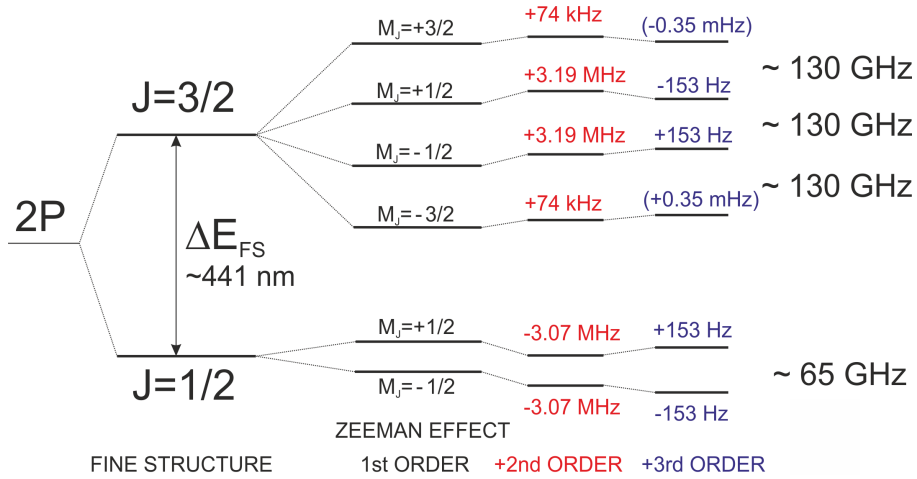 M_J=+3/2
+74 kHz
(-0.35 mHz)
~ 130 GHz
J=3/2
M_J=+1/2
+3.19 MHz
-153 Hz
~ 130 GHz
M_J=-1/2
+3.19 MHz
+153 Hz
~ 130 GHz
M_J=-3/2
+74 kHz
(+0.35 mHz)
2P
ΔE_FS
~441 nm
M_J=+1/2
-3.07 MHz
+153 Hz
~ 65 GHz
J=1/2
M_J=-1/2
-3.07 MHz
-153 Hz
ZEEMAN EFFECT
FINE STRUCTURE
1st ORDER
+2nd ORDER
+3rd ORDER